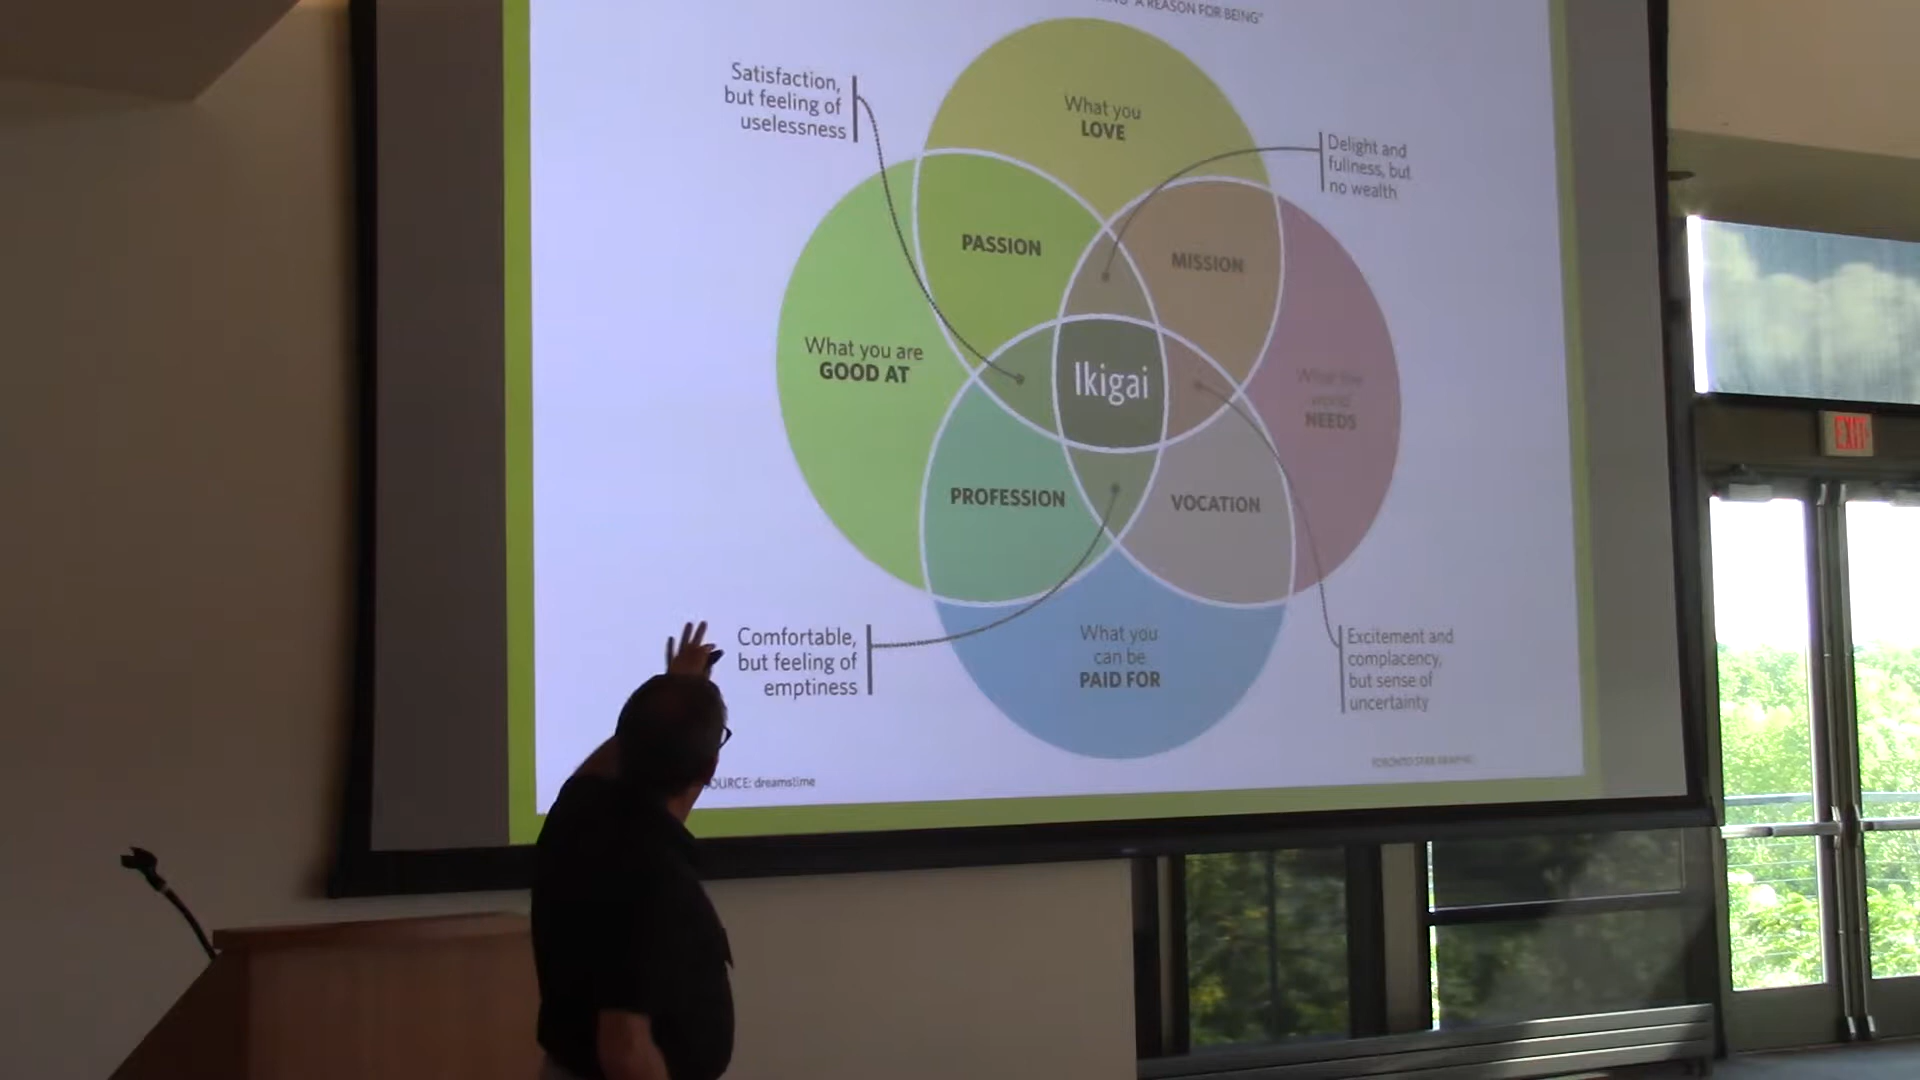 "A REASON FOR BEING"
Satisfaction,
but feeling of
uselessness
What you
LOVE
Delight and
fullness, but
no wealth
PASSION
MISSION
What you are
GOOD AT
Ikigai
What the
world
NEEDS
PROFESSION
VOCATION
Comfortable,
but feeling of
emptiness
What you
can be
PAID FOR
Excitement and
complacency,
but sense of
uncertainty
OURCE: dreamstime
TORONTO STAR GRAPHIC
EXIT